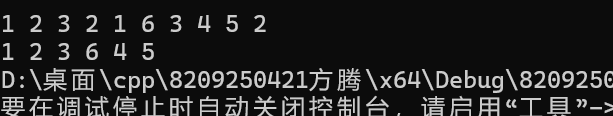 1 2 3 2 1 6 3 4 5 2
1 2 3 6 4 5
D:\桌面\cpp\8209250421方腾\x64\Debug\820925
要在调试停止时自动关闭控制台，请启用“工具”->